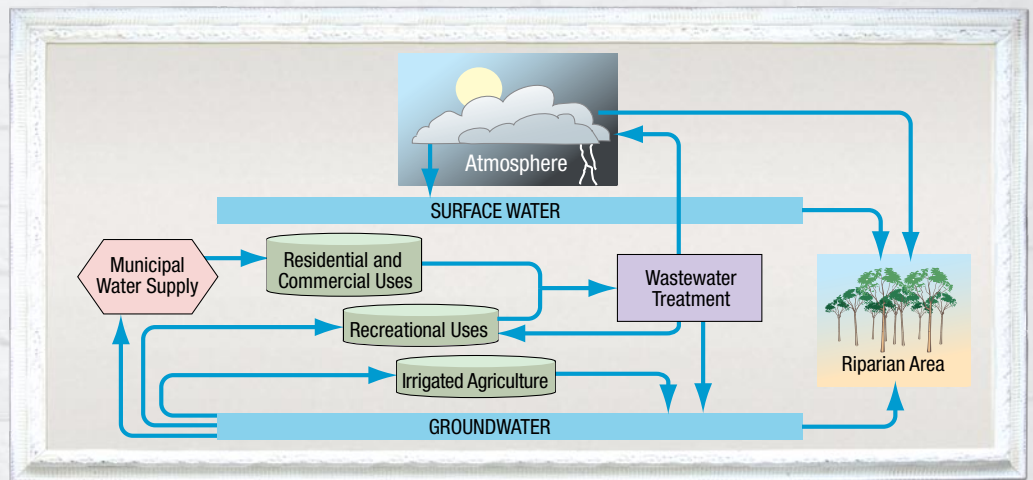 Atmosphere
SURFACE WATER
Municipal
Water Supply
Residential and
Commercial Uses
Wastewater
Treatment
Recreational Uses
Irrigated Agriculture
Riparian Area
GROUNDWATER